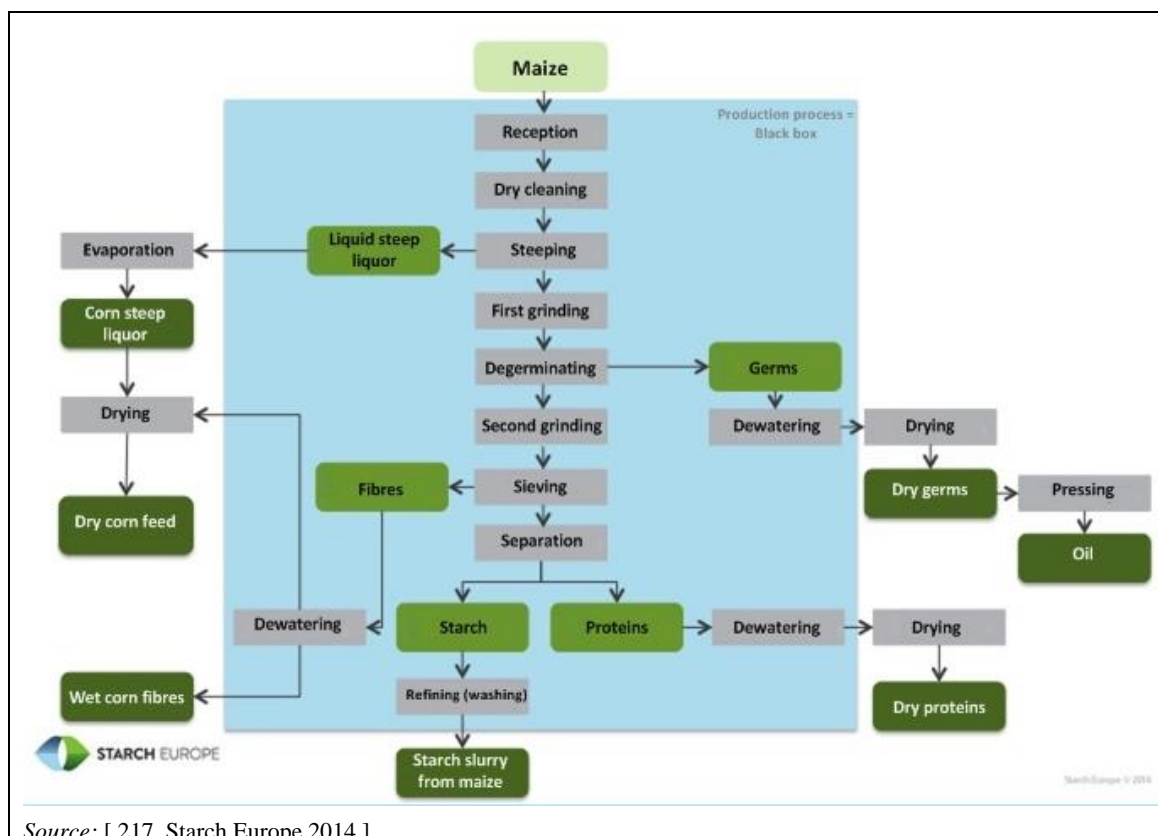 Maize
Production process =
Black box
Reception
Dry cleaning
Liquid steep
liquor
Evaporation
Steeping
Corn steep
liquor
First grinding
Degerminating
Germs
Drying
Second grinding
Dewatering
Drying
Fibres
Sieving
Dry germs
Pressing
Dry corn feed
Separation
Oil
Dewatering
Starch
Proteins
Dewatering
Drying
Wet corn fibres
Refining (washing)
Dry proteins
STARCH EUROPE
Starch slurry
from maize
Starch Europe © 2014
Source: [ 217, Starch Europe 2014 ]